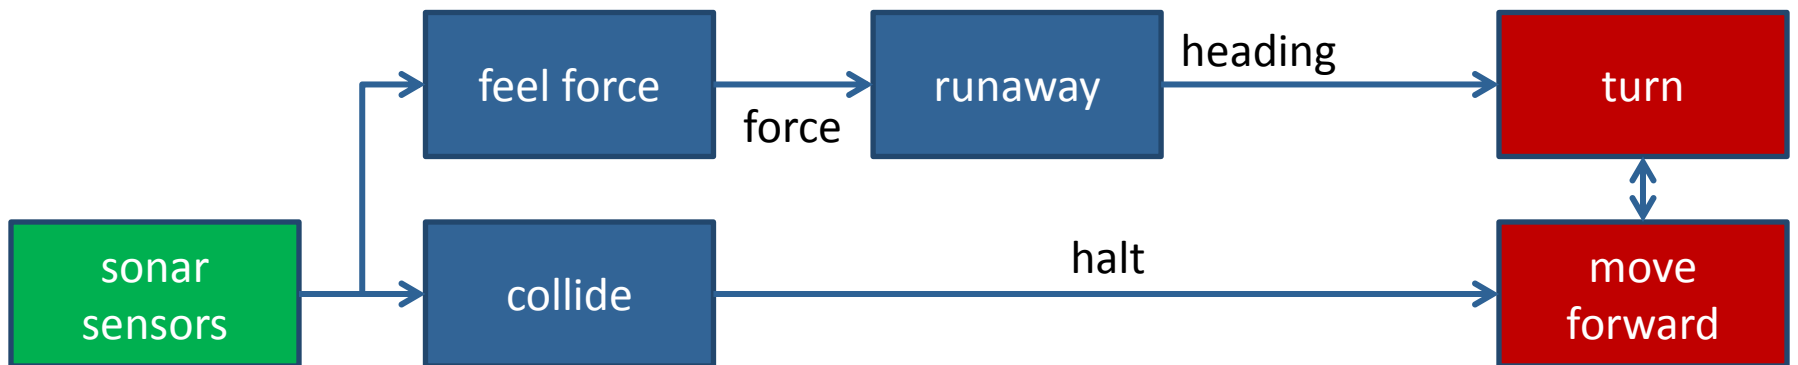 feel force
force
runaway
heading
turn
sonar
sensors
collide
halt
move
forward